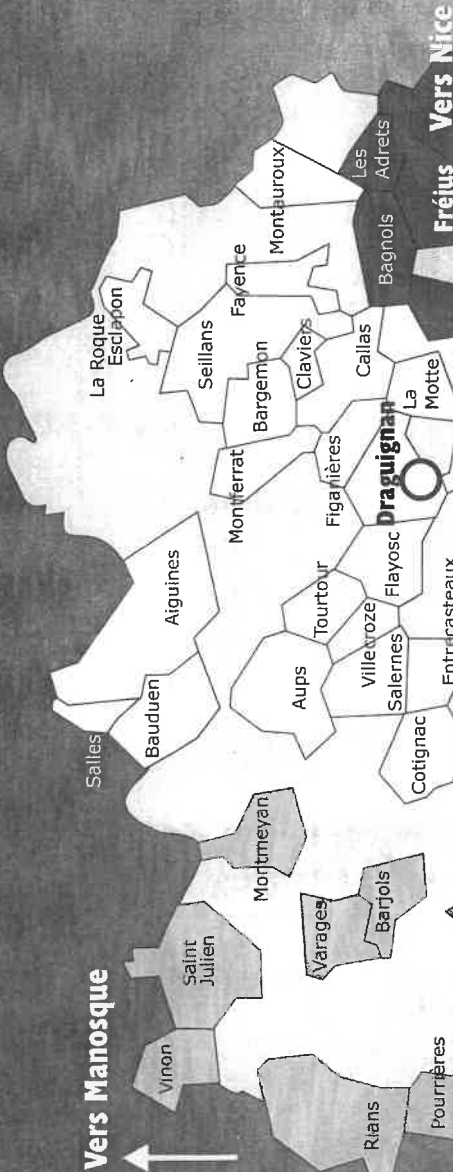 Vers Manosque
Vinon
Saint
Julien
Rians
Pourrières
Montmeyan
Varages
Barjols
Salles
Bauduen
Aiguines
Aups
Tourtour
Villecroze
Salernes
Cotignac
Entrecasteaux
Flayosc
La Roque
Esclapon
Seillans
Fayence
Montauroux
Bargemon
Claviers
Montferrat
Figanières
Callas
Draguignan
La
Motte
Les
Adrets
Bagnols
Fréjus
Vers Nice